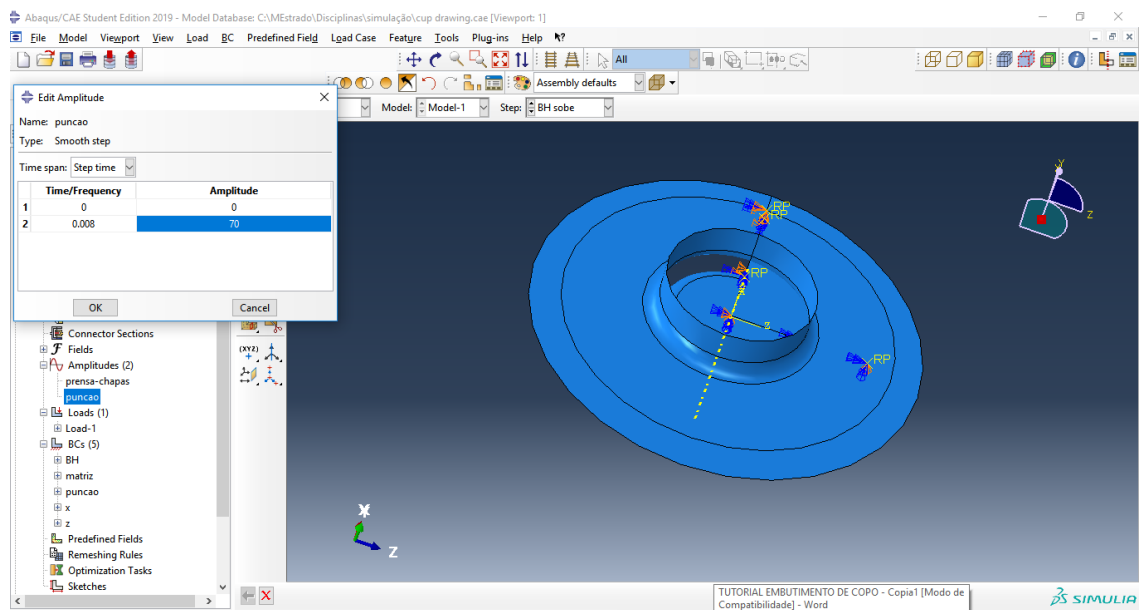 Abaqus/CAE Student Edition 2019 - Model Database: C:\MEstrado\Disciplinas\simulação\cup drawing.cae [Viewport: 1]
File Model Viewport View Load BC Predefined Field Load Case Feature Tools Plug-ins Help
All
Assembly defaults
Model: Model-1 Step: BH sobe
Edit Amplitude
Name: puncao
Type: Smooth step
Time span: Step time
Time/Frequency Amplitude
1 0 0
2 0.008 70
OK Cancel
Connector Sections
Fields
Amplitudes (2)
prensa-chapas
puncao
Loads (1)
Load-1
BCs (5)
BH
matriz
puncao
x
z
Predefined Fields
Remeshing Rules
Optimization Tasks
Sketches
(XYZ)
RP
RP
RP
RP
z
Y
Z
Z
TUTORIAL EMBUTIMENTO DE COPO - Copia1 [Modo de
Compatibilidade] - Word
SIMULIA